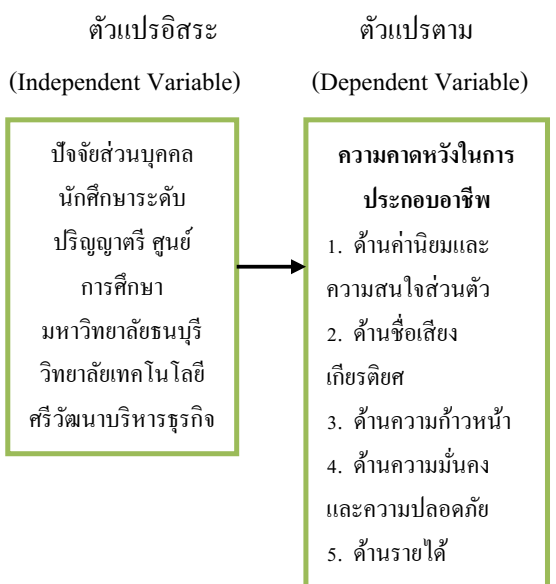 ตัวแปรอิสระ
(Independent Variable)
ปัจจัยส่วนบุคคล
นักศึกษาระดับ
ปริญญาตรี ศูนย์
การศึกษา
มหาวิทยาลัยธนบุรี
วิทยาลัยเทคโนโลยี
ศรีวัฒนาบริหารธุรกิจ
ตัวแปรตาม
(Dependent Variable)
ความคาดหวังในการ
ประกอบอาชีพ
1. ด้านค่านิยมและ
ความสนใจส่วนตัว
2. ด้านชื่อเสียง
เกียรติยศ
3. ด้านความก้าวหน้า
4. ด้านความมั่นคง
และความปลอดภัย
5. ด้านรายได้